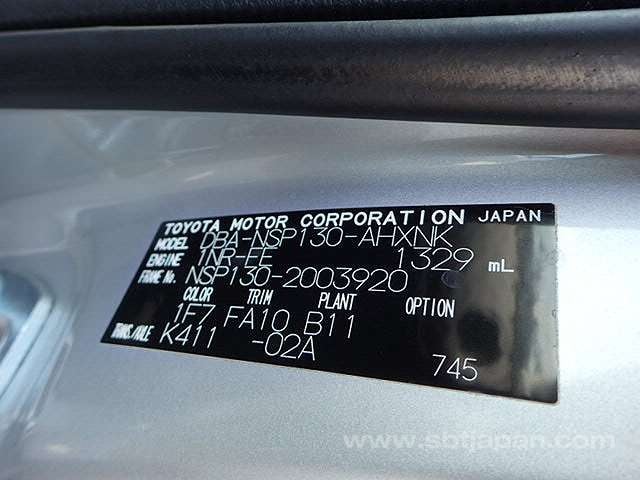 TOYOTA MOTOR CORPORATION JAPAN
MODEL DBA-NSP130-AHXNK
ENGINE 1NR-FE 1329 mL
FRAME No. NSP130-2003920
COLOR TRIM PLANT OPTION
1F7 FA10 B11
TRANS./AXLE K411 -02A
745
www.sbtjapan.com